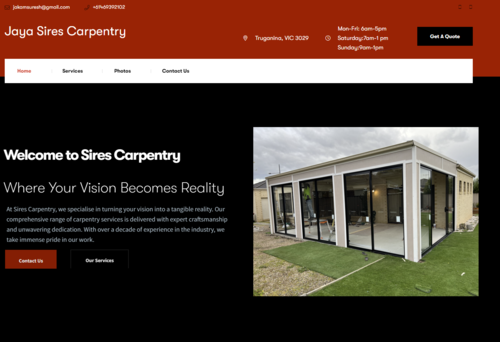 jakamsuresh@gmail.com
+61469392102
Jaya Sires Carpentry
Truganina, VIC 3029
Mon-Fri: 6am-5pm
Saturday:7am-1 pm
Sunday:9am-1pm
Get A Quote
Home
Services
Photos
Contact Us
Welcome to Sires Carpentry
Where Your Vision Becomes Reality
At Sires Carpentry, we specialise in turning your vision into a tangible reality. Our
comprehensive range of carpentry services is delivered with expert craftsmanship
and unwavering dedication. With over a decade of experience in the industry, we
take immense pride in our work.
Contact Us
Our Services